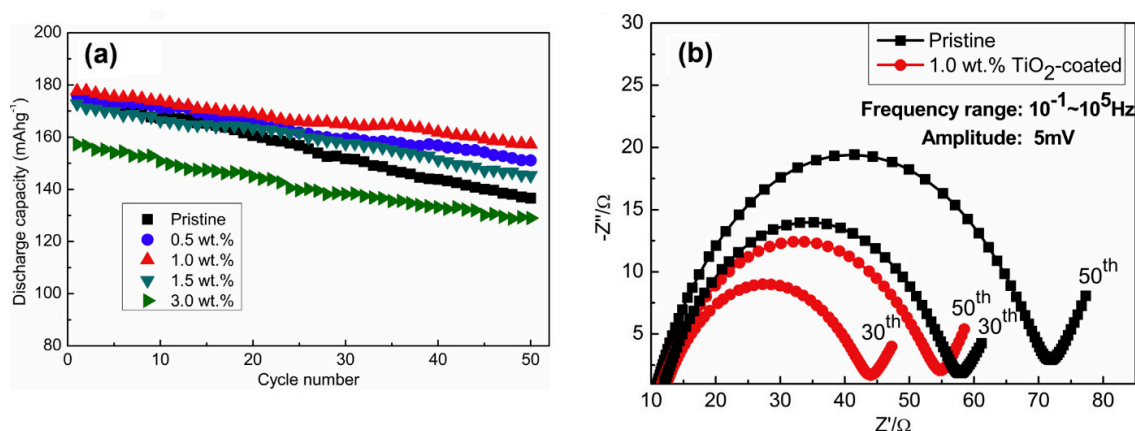 (a)
Discharge capacity (mAhg⁻¹)
200
180
160
140
120
100
80
Pristine
0.5 wt.%
1.0 wt.%
1.5 wt.%
3.0 wt.%
0 10 20 30 40 50
Cycle number
(b)
-Z''/Ω
30
25
20
15
10
5
Pristine
1.0 wt.% TiO₂-coated
Frequency range: 10⁻¹~10⁵Hz
Amplitude: 5mV
50th
50th
30th
30th
10 20 30 40 50 60 70 80
Z'/Ω